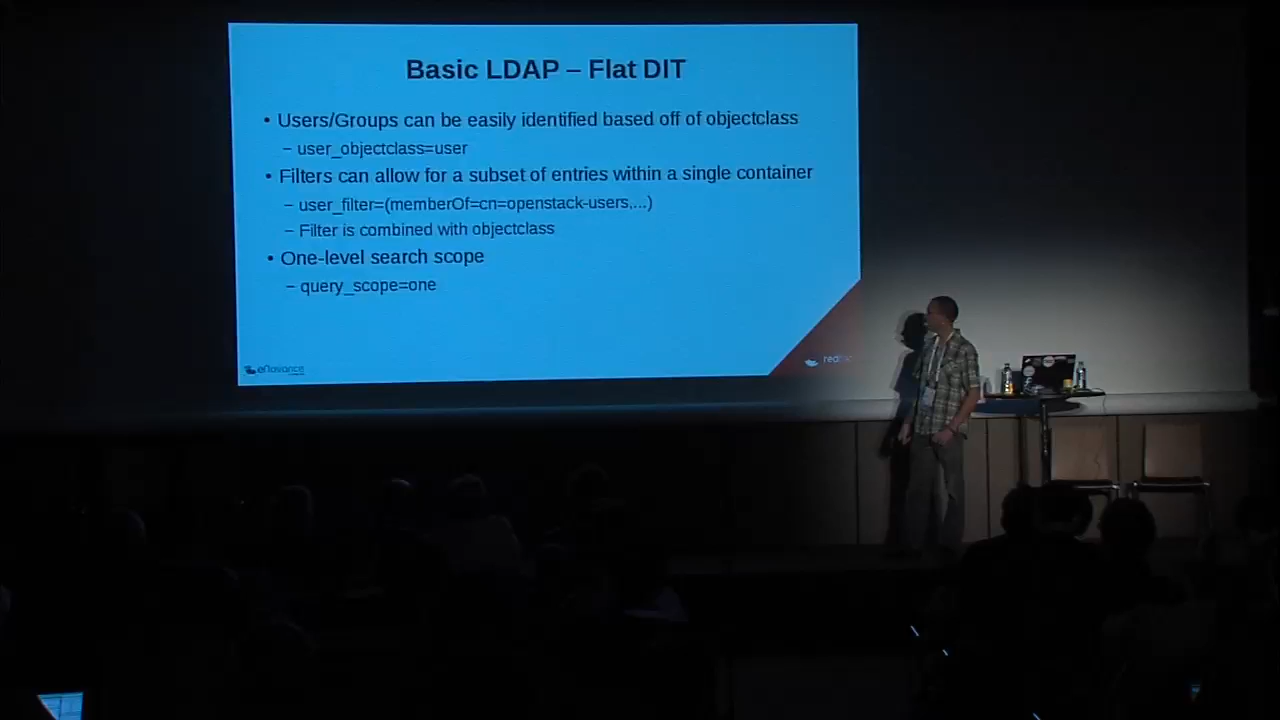 Basic LDAP – Flat DIT
• Users/Groups can be easily identified based off of objectclass
– user_objectclass=user
• Filters can allow for a subset of entries within a single container
– user_filter=(memberOf=cn=openstack-users,...)
– Filter is combined with objectclass
• One-level search scope
– query_scope=one
eNovance